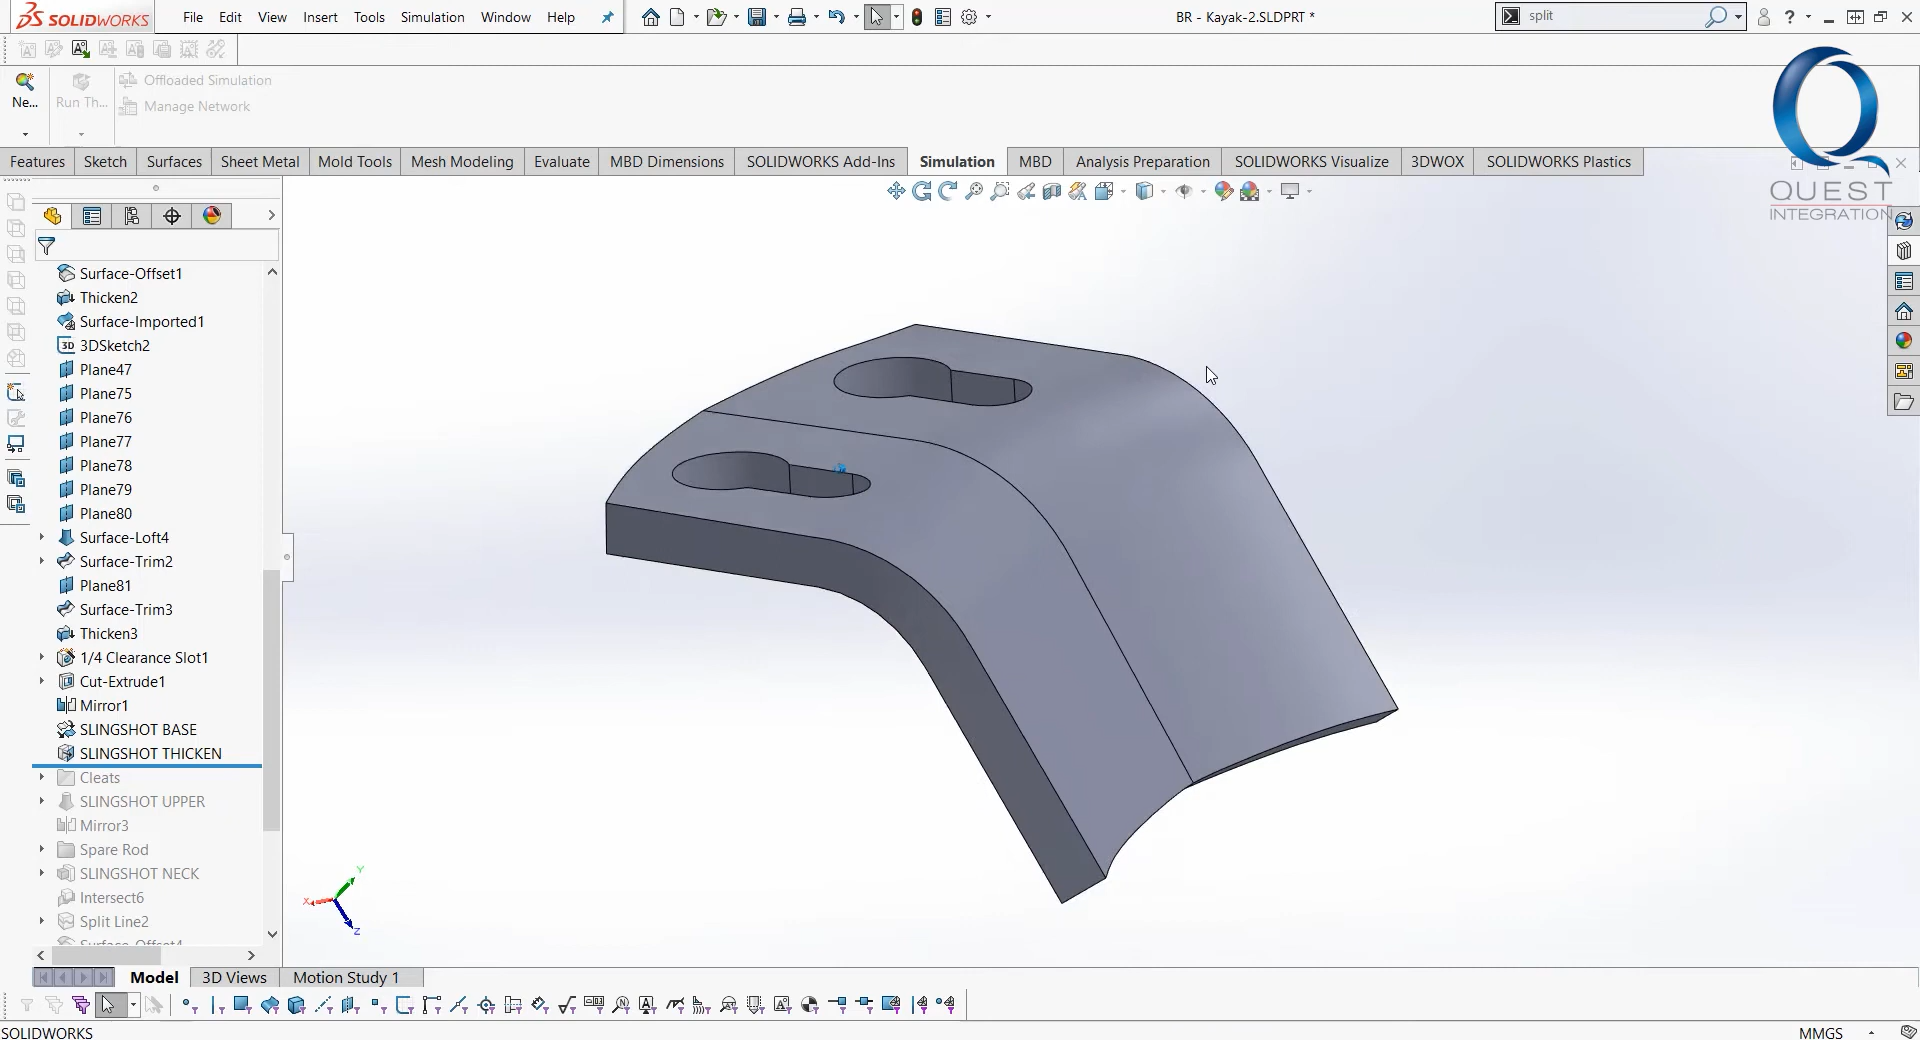 SOLIDWORKS File Edit View Insert Tools Simulation Window Help BR - Kayak-2.SLDPRT * split
Ne... Run Th... Offloaded Simulation
Manage Network
QUEST
INTEGRATION
Features Sketch Surfaces Sheet Metal Mold Tools Mesh Modeling Evaluate MBD Dimensions SOLIDWORKS Add-Ins Simulation MBD Analysis Preparation SOLIDWORKS Visualize 3DWOX SOLIDWORKS Plastics
Surface-Offset1
Thicken2
Surface-Imported1
3D 3DSketch2
Plane47
Plane75
Plane76
Plane77
Plane78
Plane79
Plane80
Surface-Loft4
Surface-Trim2
Plane81
Surface-Trim3
Thicken3
1/4 Clearance Slot1
Cut-Extrude1
Mirror1
SLINGSHOT BASE
SLINGSHOT THICKEN
Cleats
SLINGSHOT UPPER
Mirror3
Spare Rod
SLINGSHOT NECK
Intersect6
Split Line2
Surface-Offset4
Y
X
Z
Model 3D Views Motion Study 1
SOLIDWORKS MMGS